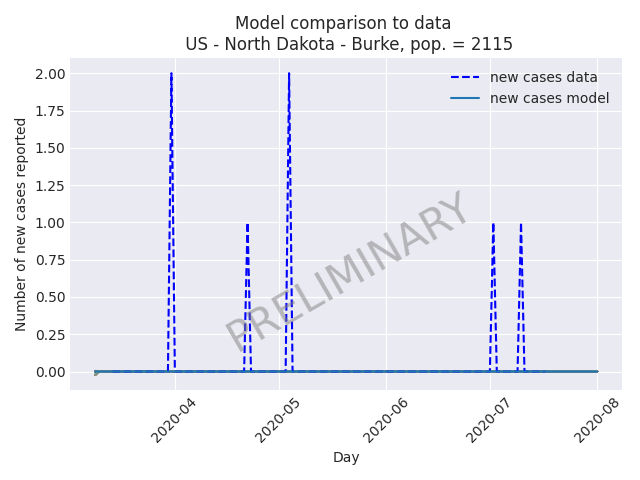 Model comparison to data
US - North Dakota - Burke, pop. = 2115
new cases data
new cases model
Number of new cases reported
2.00
1.75
1.50
1.25
1.00
0.75
0.50
0.25
0.00
PRELIMINARY
2020-04
2020-05
2020-06
2020-07
2020-08
Day